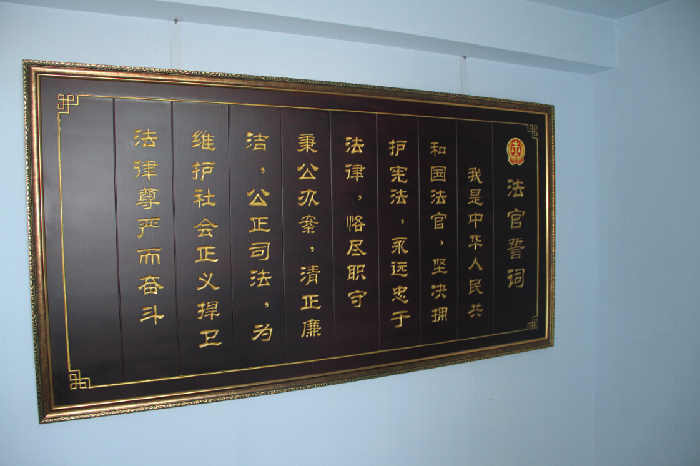 法官誓词
我是中华人民共
和国法官，坚决拥
护宪法，永远忠于
法律，恪尽职守
秉公办案，清正廉
洁，公正司法，为
维护社会正义捍卫
法律尊严而奋斗